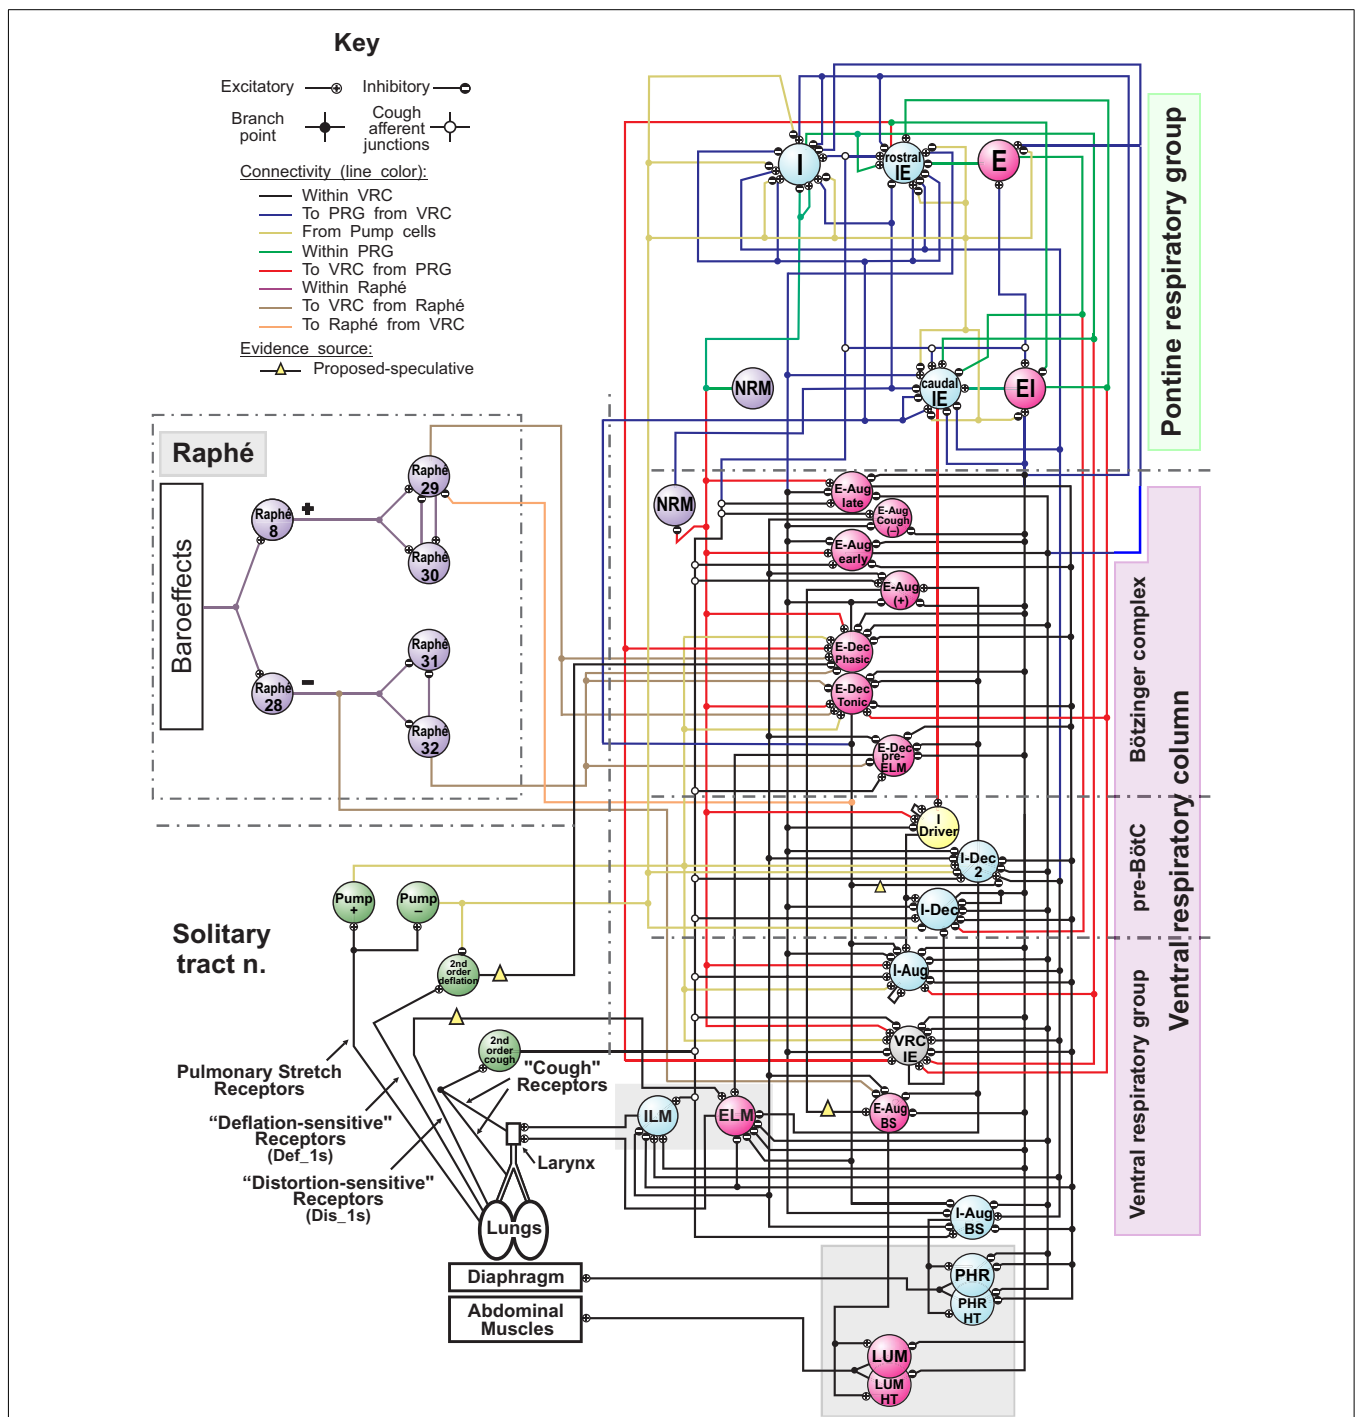 Key
Excitatory
Inhibitory
Branch
point
Cough
afferent
junctions
Connectivity (line color):
Within VRC
To PRG from VRC
From Pump cells
Within PRG
To VRC from PRG
Within Raphé
To VRC from Raphé
To Raphé from VRC
Evidence source:
Proposed-speculative
I
rostral
IE
E
NRM
caudal
IE
EI
Pontine respiratory group
Raphé
Baroeffects
Raphé
8
+
Raphé
29
Raphé
30
Raphé
28
–
Raphé
31
Raphé
32
NRM
E-Aug
late
E-Aug
Cough
(–)
E-Aug
early
E-Aug
(+)
E-Dec
Phasic
E-Dec
Tonic
E-Dec
pre-
ELM
Bötzinger complex
I
Driver
I-Dec
2
I-Dec
pre-BötC
Ventral respiratory column
Pump
+
Pump
–
Solitary
tract n.
2nd
order
deflation
2nd
order
cough
I-Aug
VRC
IE
E-Aug
BS
Ventral respiratory group
Pulmonary Stretch
Receptors
"Cough"
Receptors
“Deflation-sensitive”
Receptors
(Def_1s)
“Distortion-sensitive"
Receptors
(Dis_1s)
ILM
ELM
Larynx
Lungs
I-Aug
BS
Diaphragm
Abdominal
Muscles
PHR
PHR
HT
LUM
LUM
HT